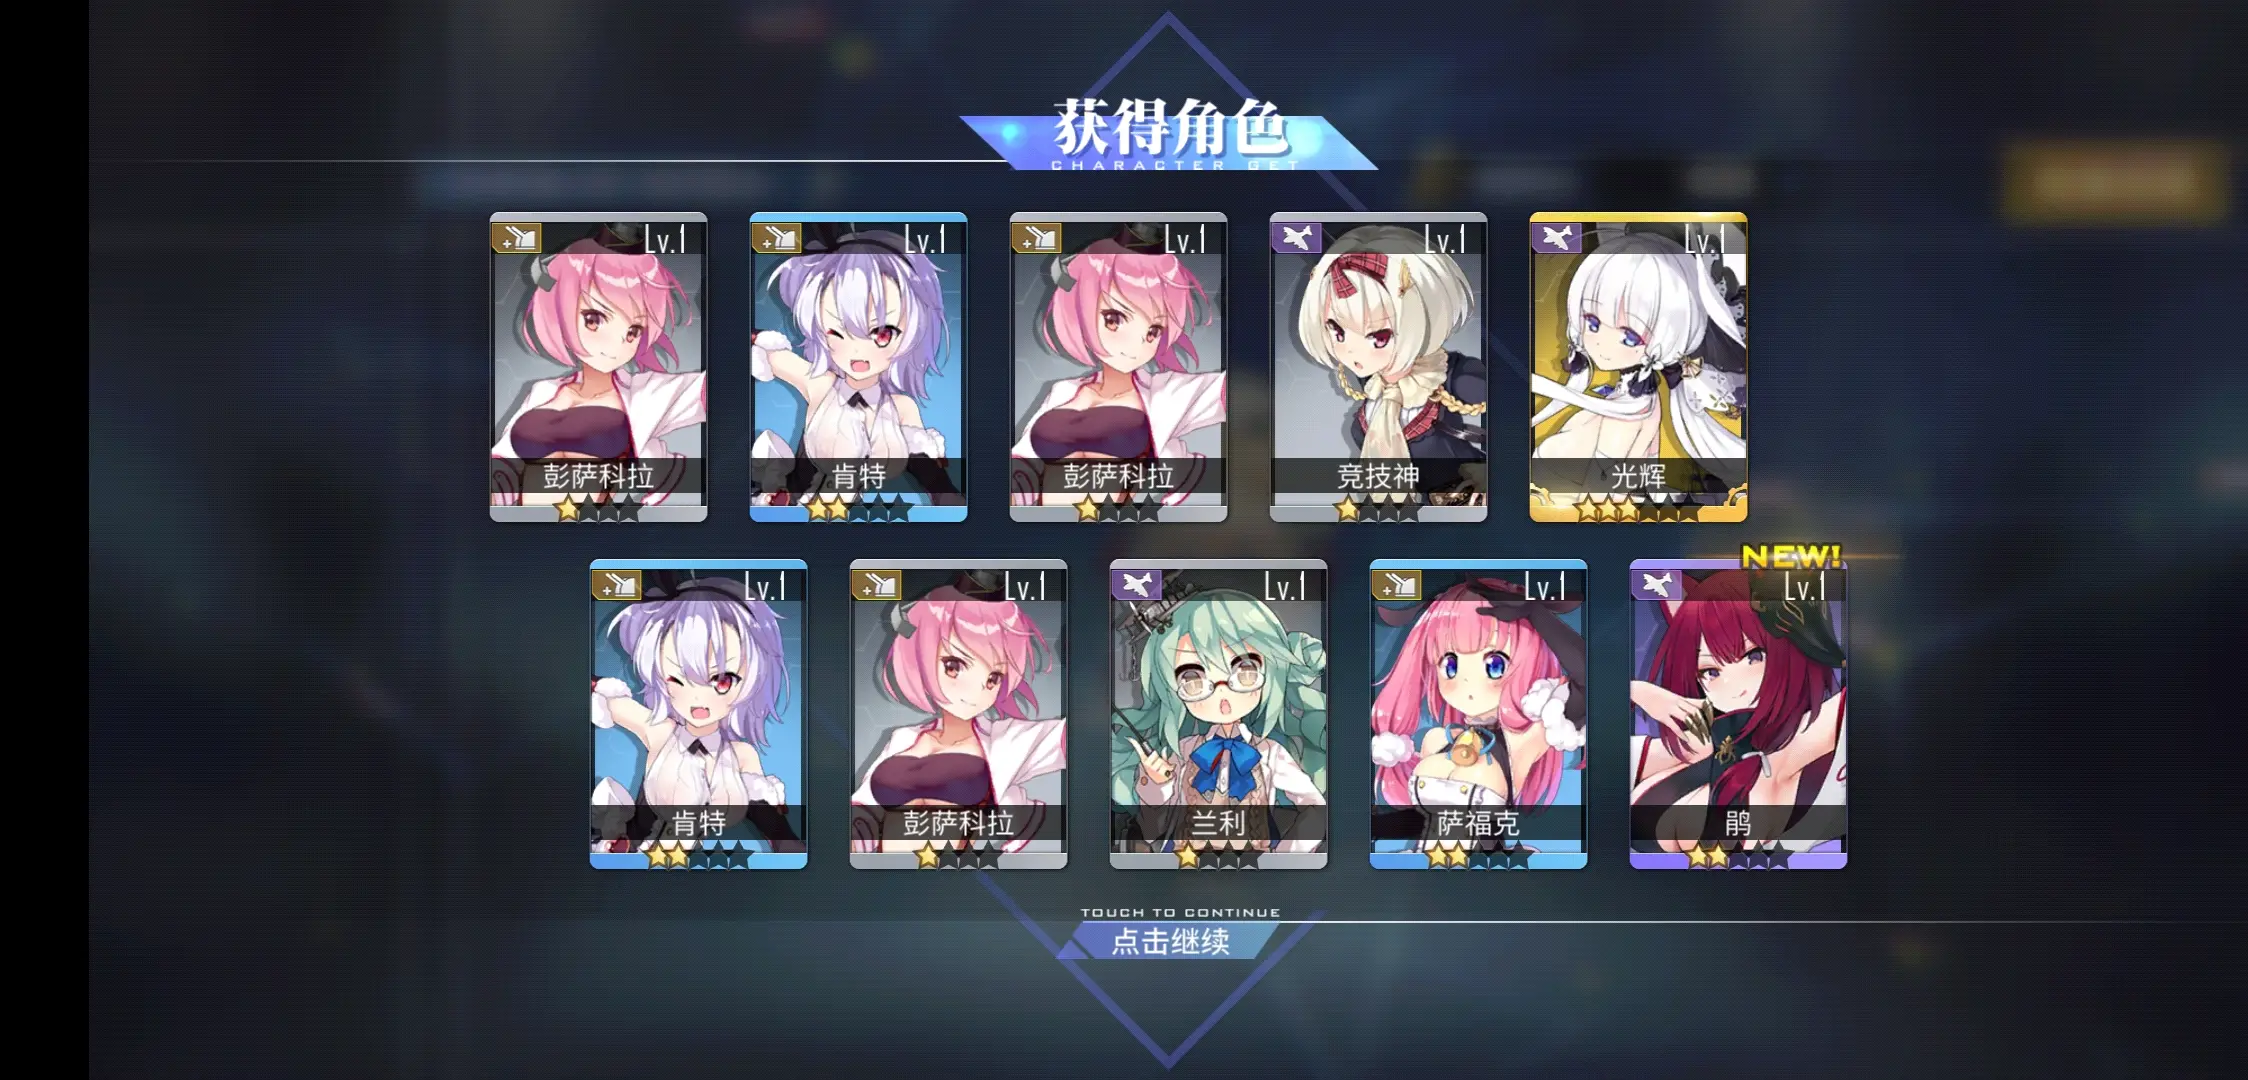 获得角色
CHARACTER GET
Lv.1
彭萨科拉
Lv.1
肯特
Lv.1
彭萨科拉
Lv.1
竞技神
Lv.1
光辉
Lv.1
肯特
Lv.1
彭萨科拉
Lv.1
兰利
Lv.1
萨福克
NEW!
Lv.1
鹃
TOUCH TO CONTINUE
点击继续